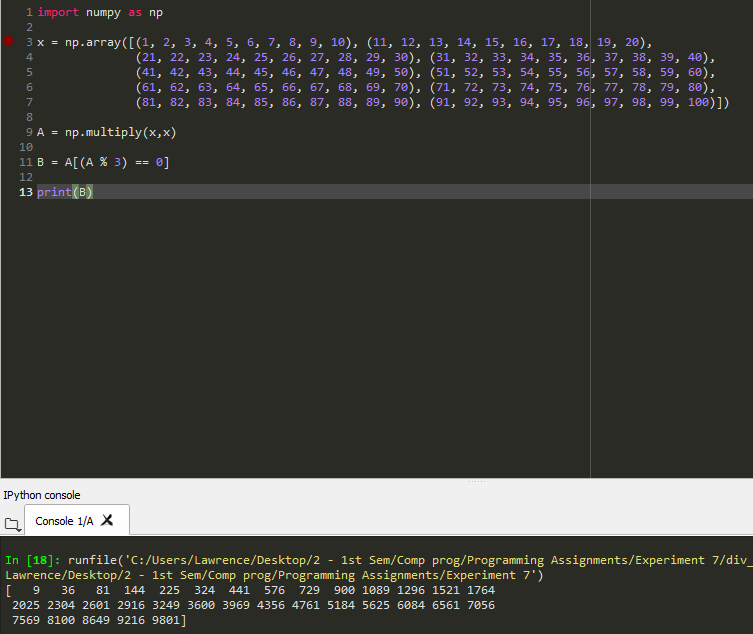 1 import numpy as np
2
3 x = np.array([(1, 2, 3, 4, 5, 6, 7, 8, 9, 10), (11, 12, 13, 14, 15, 16, 17, 18, 19, 20),
4 (21, 22, 23, 24, 25, 26, 27, 28, 29, 30), (31, 32, 33, 34, 35, 36, 37, 38, 39, 40),
5 (41, 42, 43, 44, 45, 46, 47, 48, 49, 50), (51, 52, 53, 54, 55, 56, 57, 58, 59, 60),
6 (61, 62, 63, 64, 65, 66, 67, 68, 69, 70), (71, 72, 73, 74, 75, 76, 77, 78, 79, 80),
7 (81, 82, 83, 84, 85, 86, 87, 88, 89, 90), (91, 92, 93, 94, 95, 96, 97, 98, 99, 100)])
8
9 A = np.multiply(x,x)
10
11 B = A[(A % 3) == 0]
12
13 print(B)
IPython console
Console 1/A
In [18]: runfile('C:/Users/Lawrence/Desktop/2 - 1st Sem/Comp prog/Programming Assignments/Experiment 7/div_
Lawrence/Desktop/2 - 1st Sem/Comp prog/Programming Assignments/Experiment 7')
[ 9 36 81 144 225 324 441 576 729 900 1089 1296 1521 1764
2025 2304 2601 2916 3249 3600 3969 4356 4761 5184 5625 6084 6561 7056
7569 8100 8649 9216 9801]